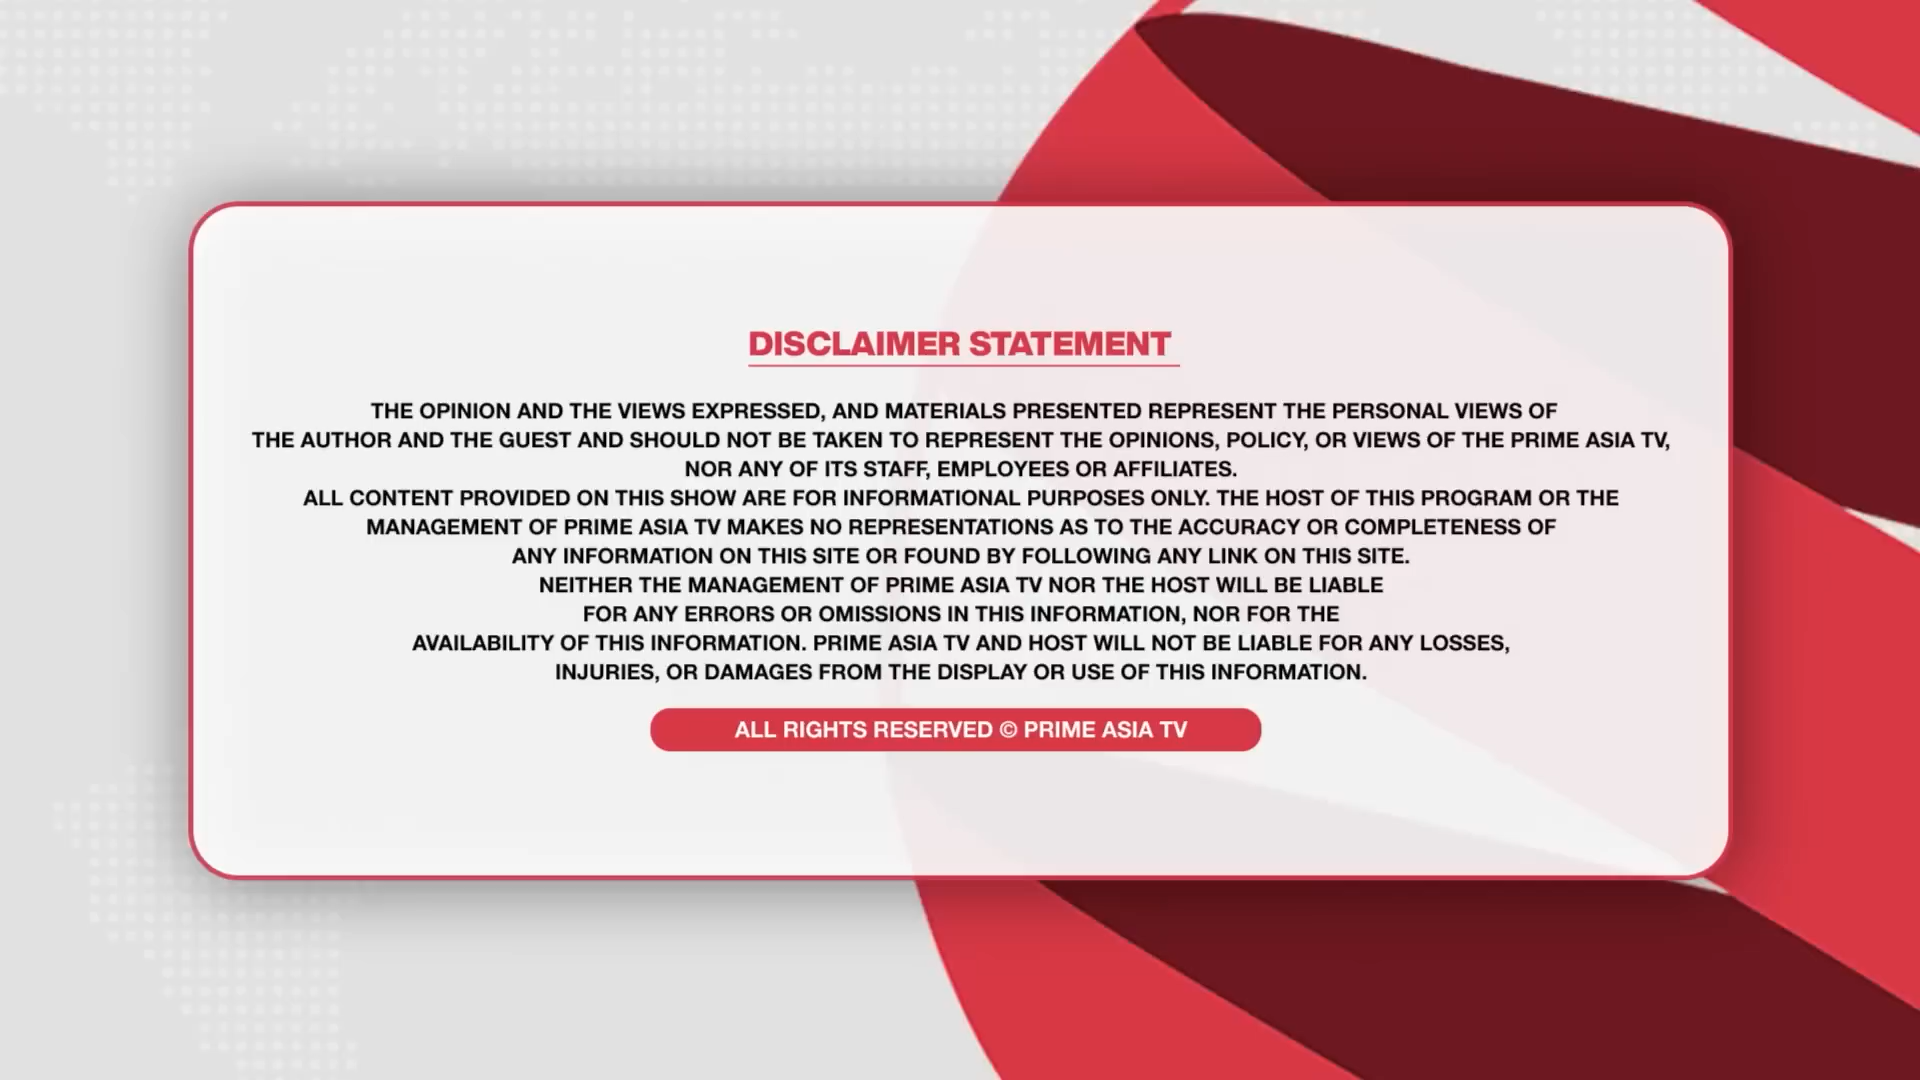 DISCLAIMER STATEMENT
THE OPINION AND THE VIEWS EXPRESSED, AND MATERIALS PRESENTED REPRESENT THE PERSONAL VIEWS OF
THE AUTHOR AND THE GUEST AND SHOULD NOT BE TAKEN TO REPRESENT THE OPINIONS, POLICY, OR VIEWS OF THE PRIME ASIA TV,
NOR ANY OF ITS STAFF, EMPLOYEES OR AFFILIATES.
ALL CONTENT PROVIDED ON THIS SHOW ARE FOR INFORMATIONAL PURPOSES ONLY. THE HOST OF THIS PROGRAM OR THE
MANAGEMENT OF PRIME ASIA TV MAKES NO REPRESENTATIONS AS TO THE ACCURACY OR COMPLETENESS OF
ANY INFORMATION ON THIS SITE OR FOUND BY FOLLOWING ANY LINK ON THIS SITE.
NEITHER THE MANAGEMENT OF PRIME ASIA TV NOR THE HOST WILL BE LIABLE
FOR ANY ERRORS OR OMISSIONS IN THIS INFORMATION, NOR FOR THE
AVAILABILITY OF THIS INFORMATION. PRIME ASIA TV AND HOST WILL NOT BE LIABLE FOR ANY LOSSES,
INJURIES, OR DAMAGES FROM THE DISPLAY OR USE OF THIS INFORMATION.
ALL RIGHTS RESERVED © PRIME ASIA TV